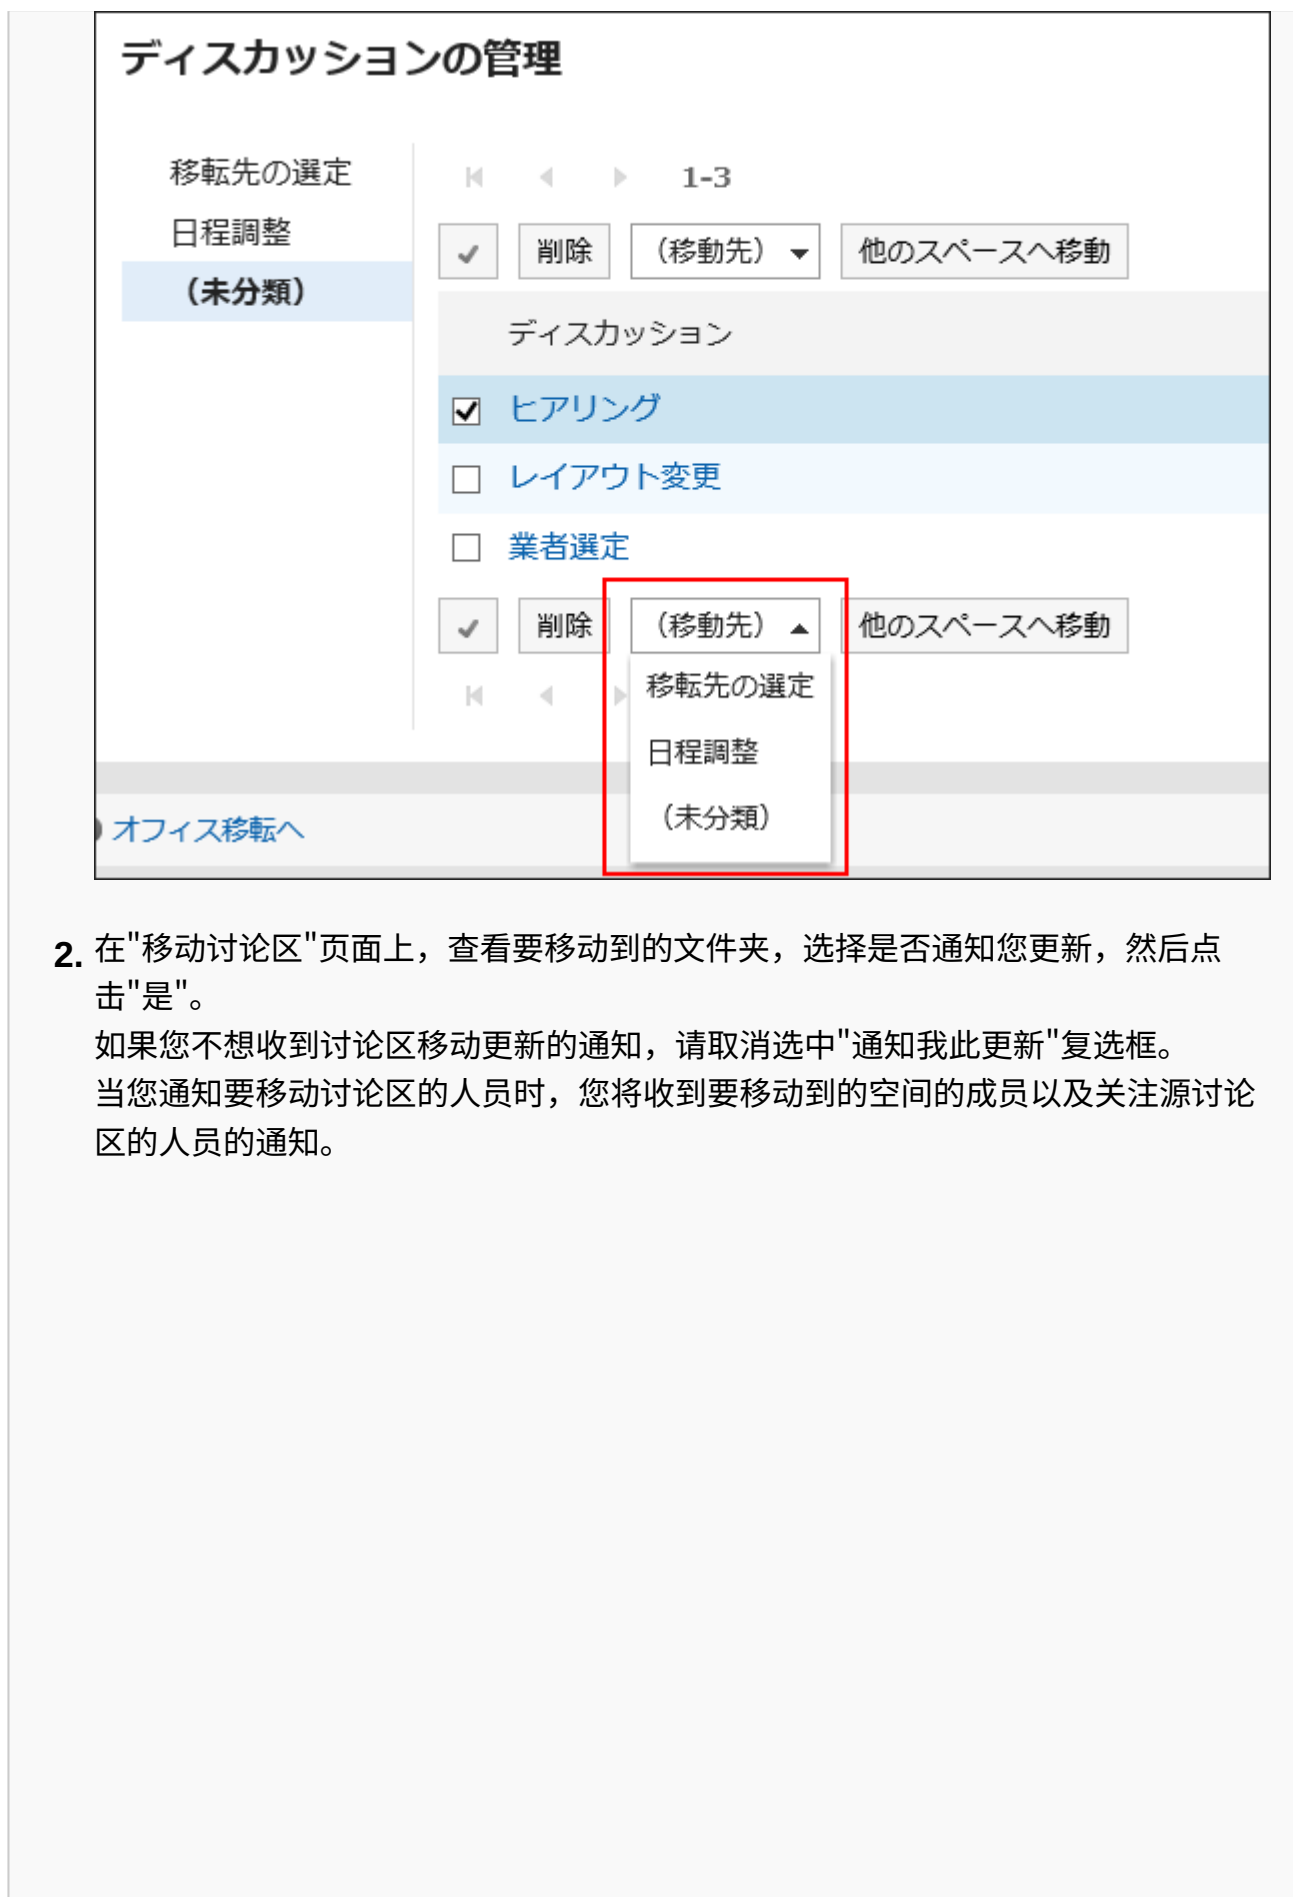 ディスカッションの管理
移転先の選定
日程調整
（未分類）
1-3
削除 （移動先） 他のスペースへ移動
ディスカッション
ヒアリング
レイアウト変更
業者選定
削除 （移動先） 他のスペースへ移動
移転先の選定
日程調整
（未分類）
オフィス移転へ
2. 在"移动讨论区"页面上，查看要移动到的文件夹，选择是否通知您更新，然后点
击"是"。
如果您不想收到讨论区移动更新的通知，请取消选中"通知我此更新"复选框。
当您通知要移动讨论区的人员时，您将收到要移动到的空间的成员以及关注源讨论
区的人员的通知。